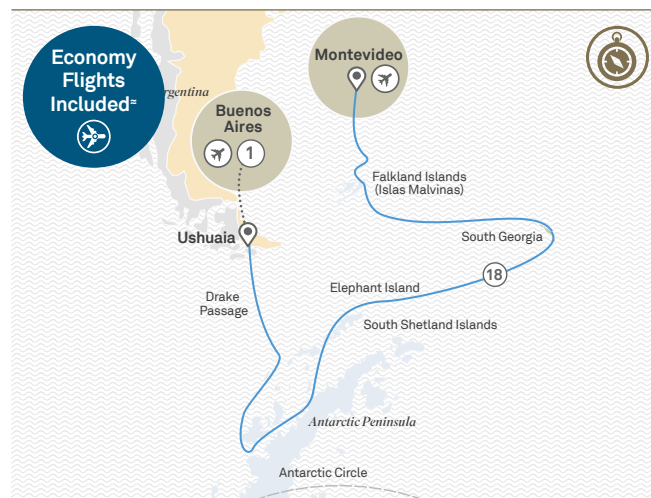 Economy
Flights
Included≈
rgentina
Montevideo
Buenos
Aires
1
Falkland Islands
(Islas Malvinas)
Ushuaia
South Georgia
18
Elephant Island
Drake
Passage
South Shetland Islands
Antarctic Peninsula
Antarctic Circle